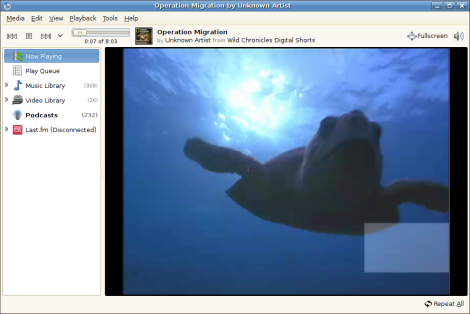 Operation Migration by Unknown Artist
Media Edit View Playback Tools Help
0:07 of 8:03
Operation Migration
by Unknown Artist from Wild Chronicles Digital Shorts
Fullscreen
Now Playing
Play Queue
Music Library (308)
Video Library (26)
Podcasts (232)
Last.fm (Disconnected)
Repeat All